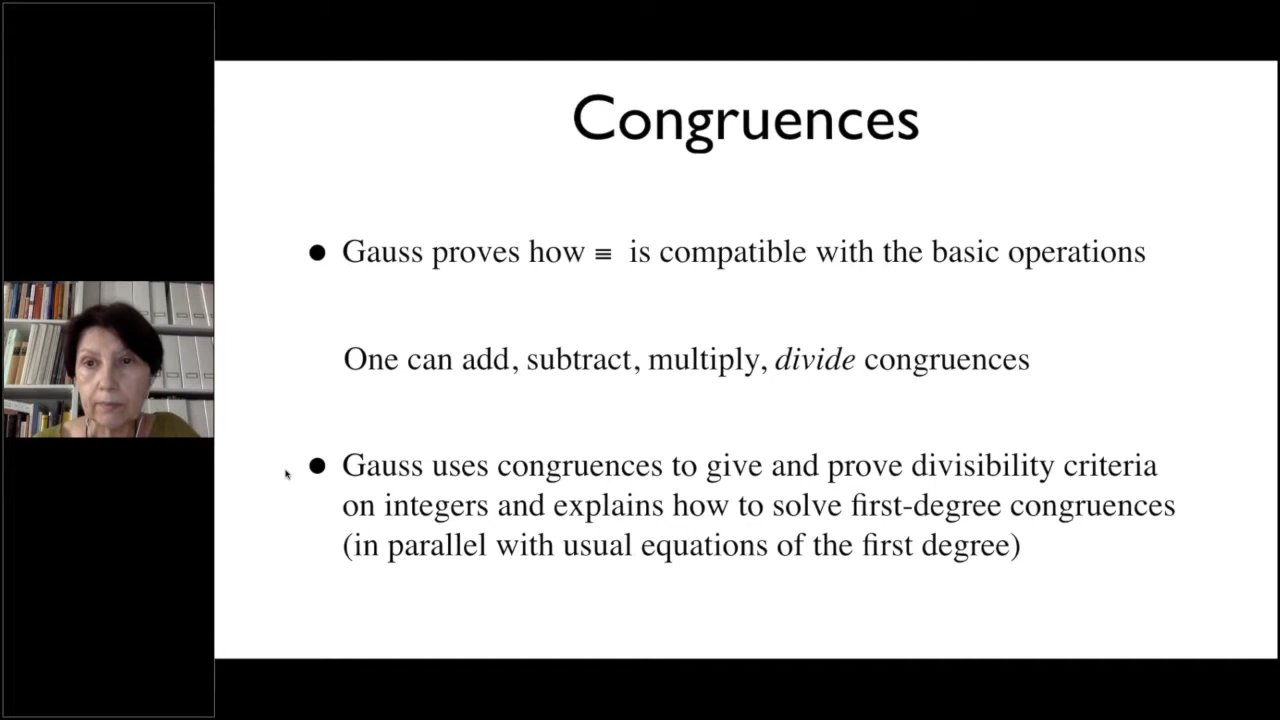 Congruences
● Gauss proves how ≡ is compatible with the basic operations
One can add, subtract, multiply, divide congruences
● Gauss uses congruences to give and prove divisibility criteria
on integers and explains how to solve first-degree congruences
(in parallel with usual equations of the first degree)